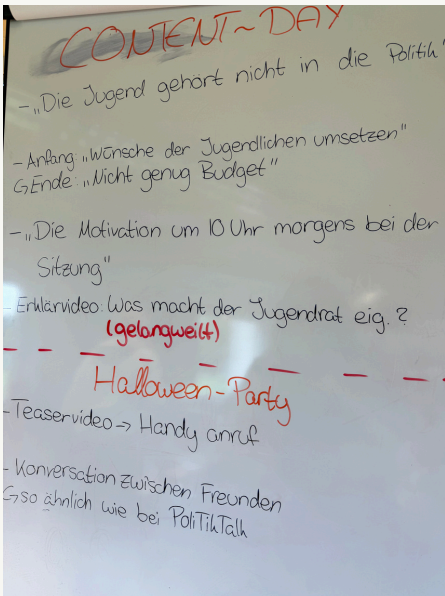 CONTENT~DAY
- „Die Jugend gehört nicht in die Politik"
- Anfang: „Wünsche der Jugendlichen umsetzen"
↳ Ende: „Nicht genug Budget"
- „Die Motivation um 10 Uhr morgens bei der
Sitzung"
- Erklärvideo: Was macht der Jugendrat eig.?
(gelangweilt)
Halloween-Party
- Teaservideo → Handy anruf
- Konversation zwischen Freunden
↳ so ähnlich wie bei PoliTikTalk